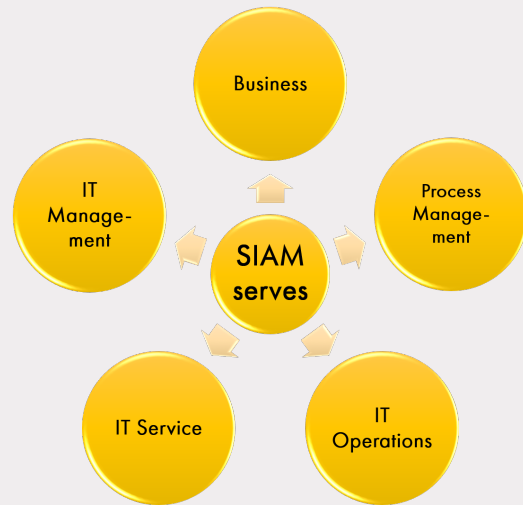 Business
IT
Manage-
ment
Process
Manage-
ment
SIAM
serves
IT Service
IT
Operations